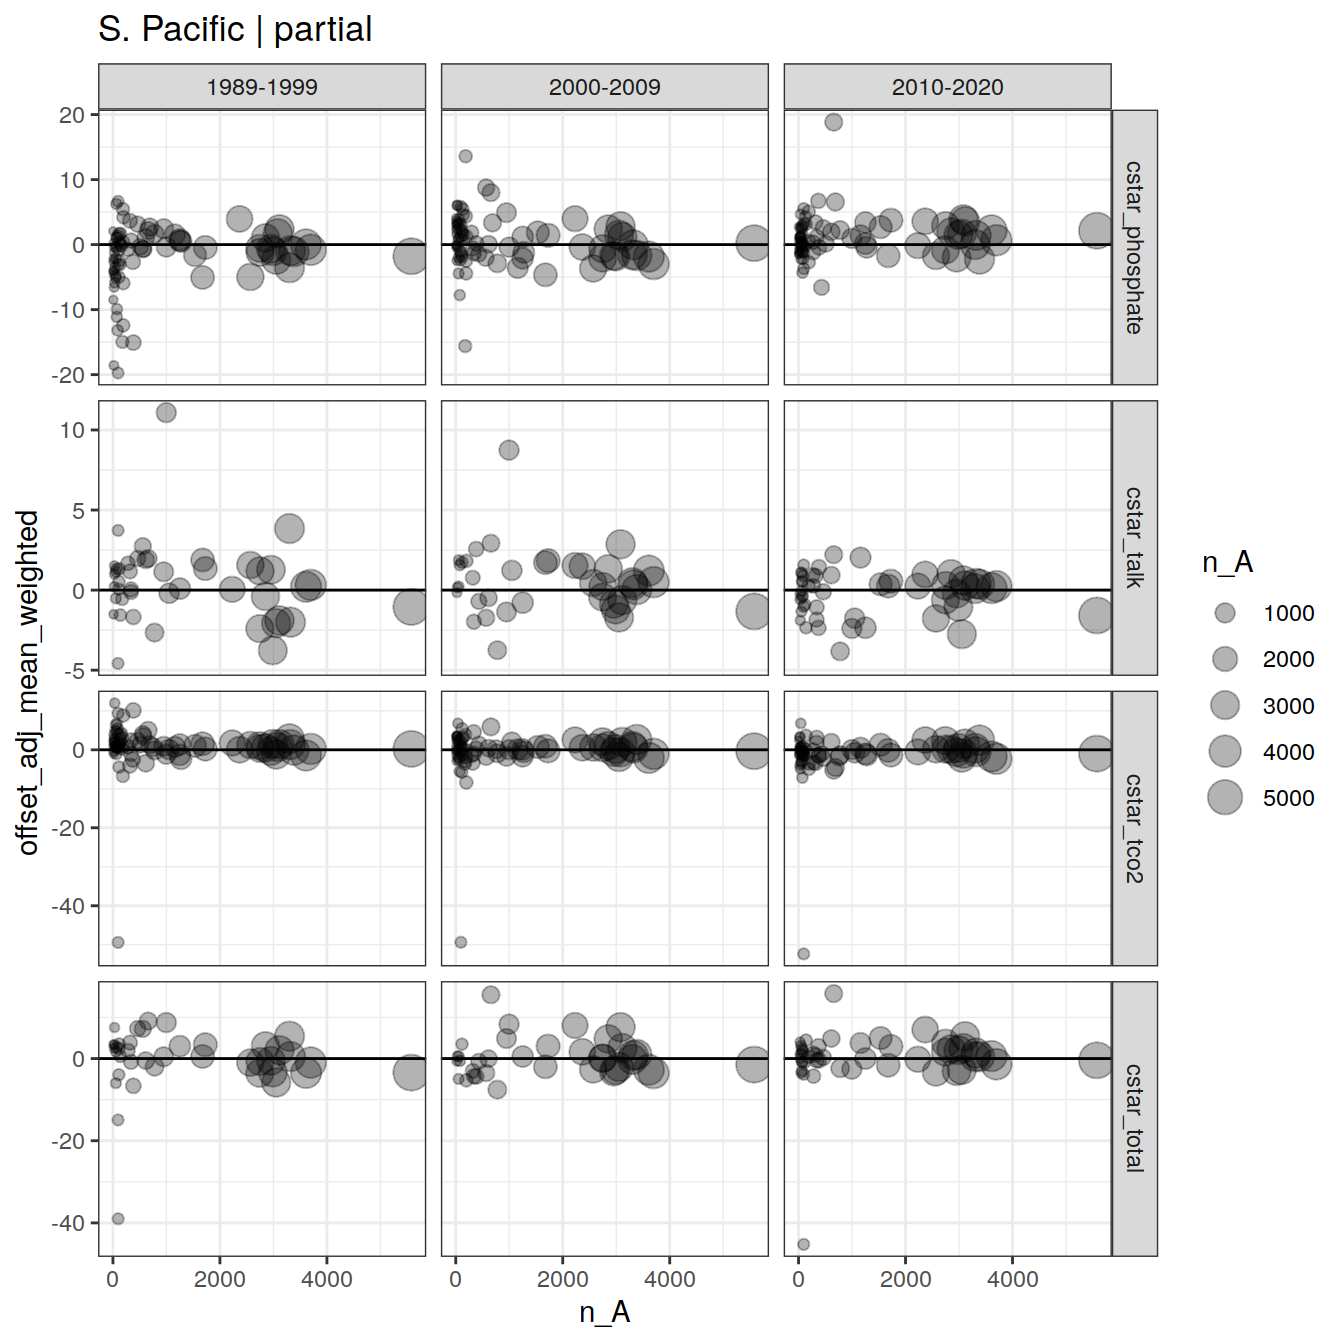 S. Pacific | partial
1989-1999
2000-2009
2010-2020
20
10
0
-10
-20
cstar_phosphate
10
5
0
-5
cstar_talk
0
-20
-40
cstar_tco2
0
-20
-40
cstar_total
offset_adj_mean_weighted
0 2000 4000
0 2000 4000
0 2000 4000
n_A
n_A
1000
2000
3000
4000
5000